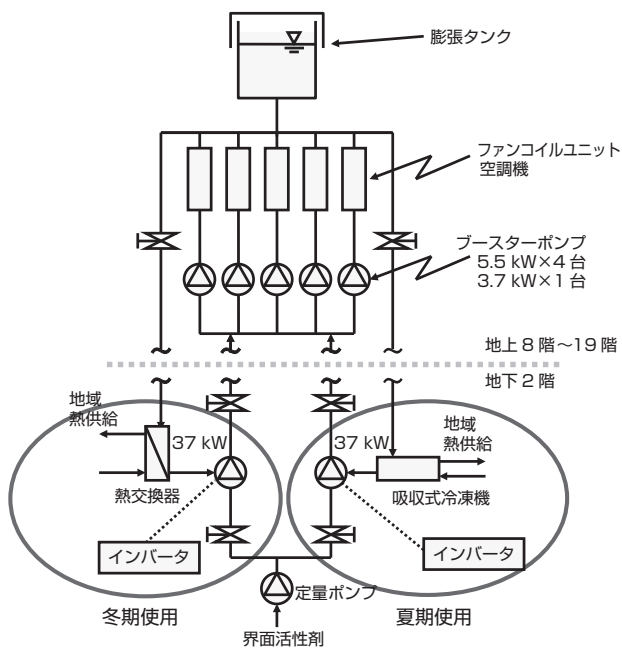 膨張タンク
ファンコイルユニット
空調機
ブースターポンプ
5.5 kW×4 台
3.7 kW×1 台
地上 8 階～19 階
地下 2 階
地域
熱供給
37 kW
37 kW
地域
熱供給
熱交換器
吸収式冷凍機
インバータ
インバータ
定量ポンプ
冬期使用
夏期使用
界面活性剤